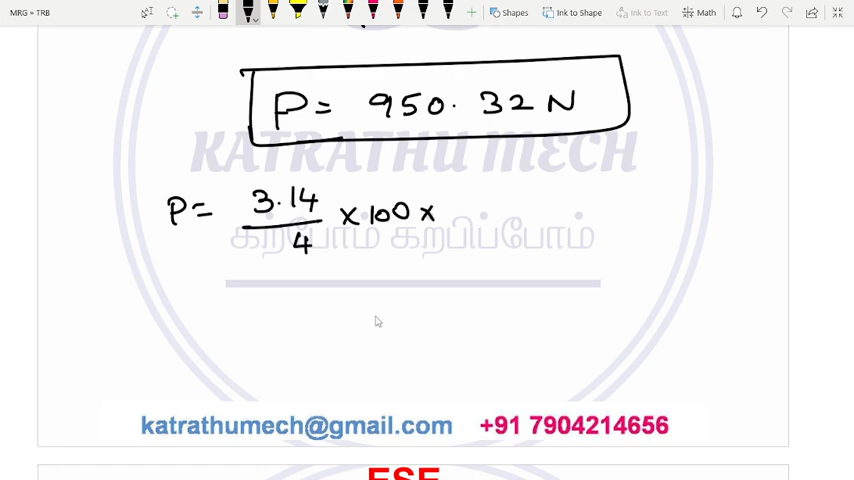 MRG » TRB
Shapes
Ink to Shape
Ink to Text
Math
P = 950.32 N
KATRATHU MECH
P = 3.14/4 × 100 ×
கற்போம் கற்பிப்போம்
katrathumech@gmail.com +91 7904214656
ESE